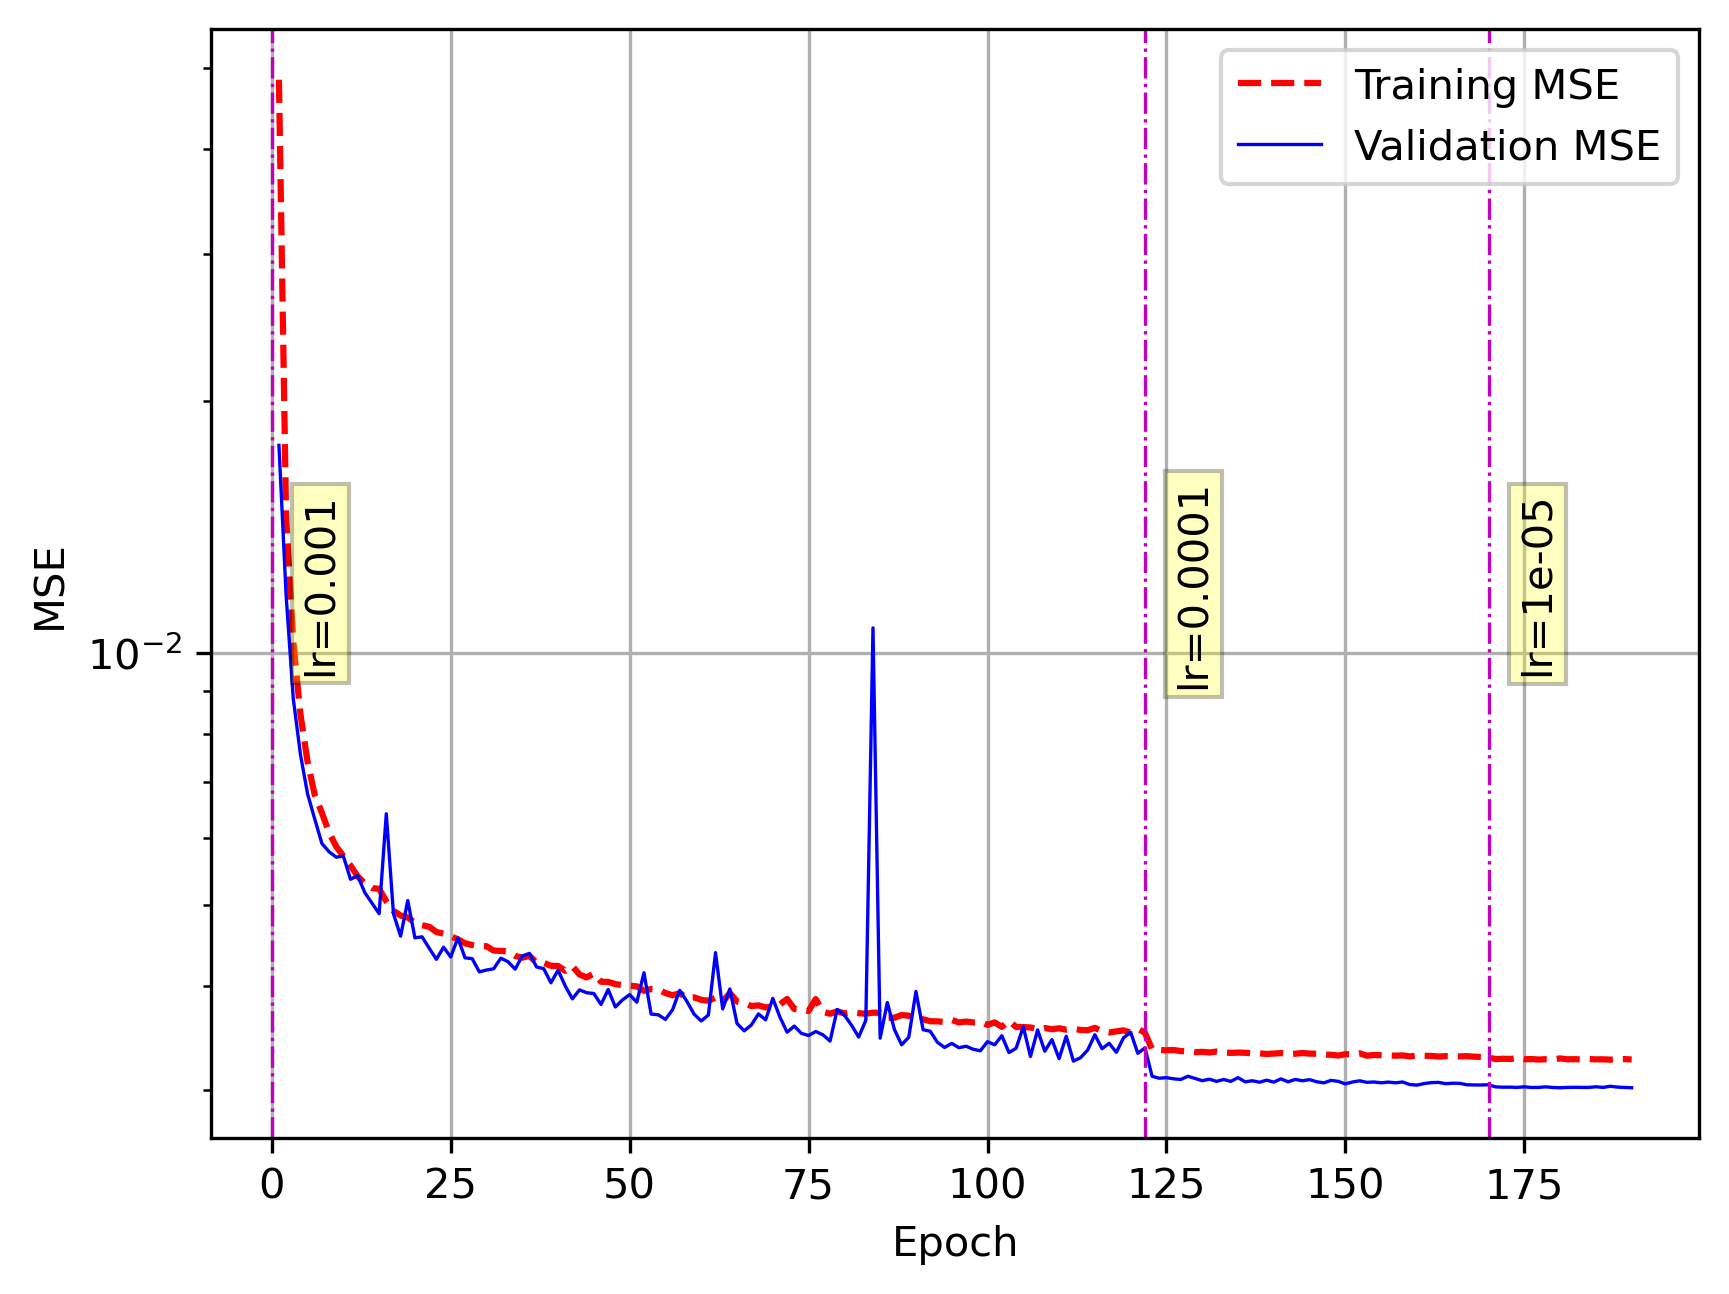 Training MSE
Validation MSE
MSE
10⁻²
lr=0.001
lr=0.0001
lr=1e-05
0 25 50 75 100 125 150 175
Epoch